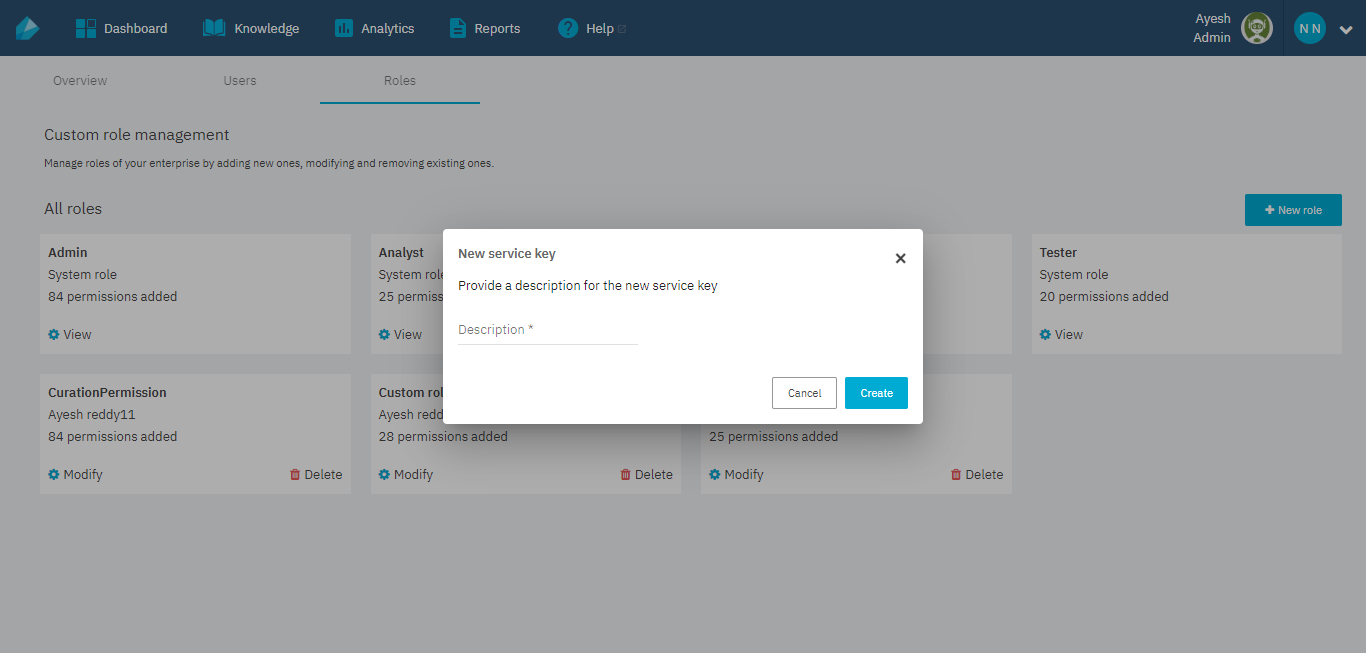 Dashboard
Knowledge
Analytics
Reports
Help
Ayesh
Admin
N N
Overview
Users
Roles
Custom role management
Manage roles of your enterprise by adding new ones, modifying and removing existing ones.
All roles
New role
Admin
System role
84 permissions added
View
Analyst
System role
25 permiss
View
Tester
System role
20 permissions added
View
New service key
Provide a description for the new service key
Description *
Cancel
Create
CurationPermission
Ayesh reddy11
84 permissions added
Modify
Delete
Custom rol
Ayesh redd
28 permissions added
Modify
Delete
25 permissions added
Modify
Delete